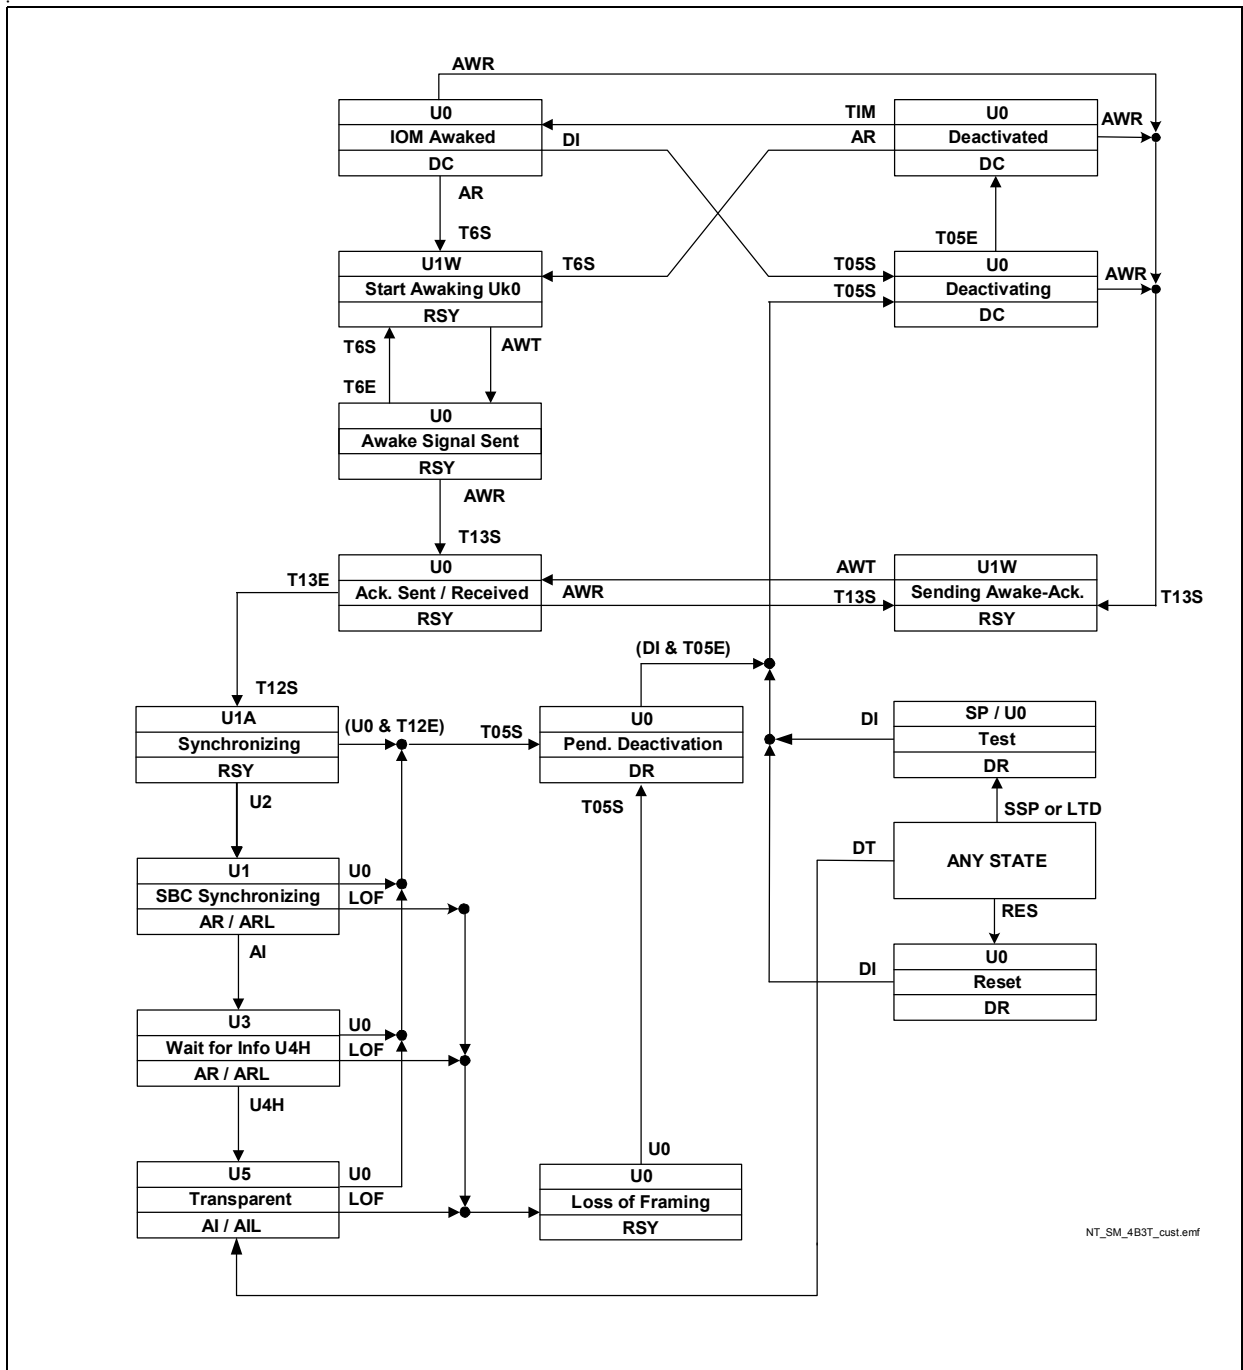 AWR
U0
IOM Awaked
DC
TIM
AR
DI
U0
Deactivated
DC
AWR
AR
T6S
T05E
U1W
Start Awaking Uk0
RSY
T6S
T05S
T05S
U0
Deactivating
DC
AWR
T6S
AWT
T6E
U0
Awake Signal Sent
RSY
AWR
T13S
T13E
U0
Ack. Sent / Received
RSY
AWT
AWR
T13S
U1W
Sending Awake-Ack.
RSY
T13S
(DI & T05E)
T12S
U1A
Synchronizing
RSY
(U0 & T12E)
T05S
U0
Pend. Deactivation
DR
DI
SP / U0
Test
DR
U2
T05S
SSP or LTD
U1
SBC Synchronizing
AR / ARL
U0
LOF
DT
ANY STATE
RES
AI
DI
U0
Reset
DR
U3
Wait for Info U4H
AR / ARL
U0
LOF
U4H
U0
U5
Transparent
AI / AIL
U0
LOF
U0
Loss of Framing
RSY
NT_SM_4B3T_cust.emf